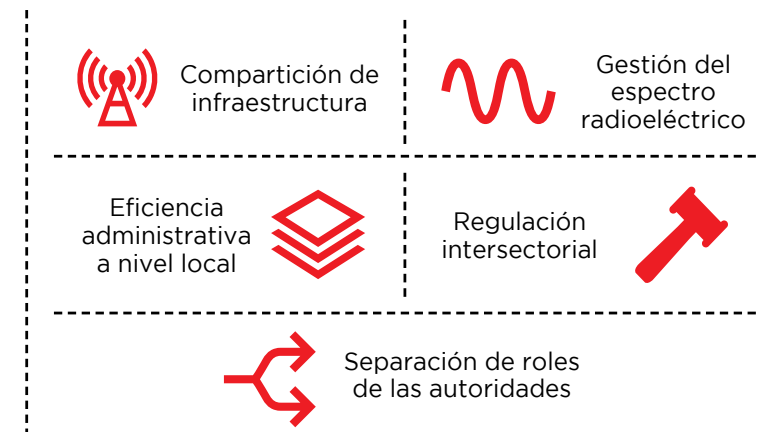 Compartición de
infraestructura
Gestión del
espectro
radioeléctrico
Eficiencia
administrativa
a nivel local
Regulación
intersectorial
Separación de roles
de las autoridades